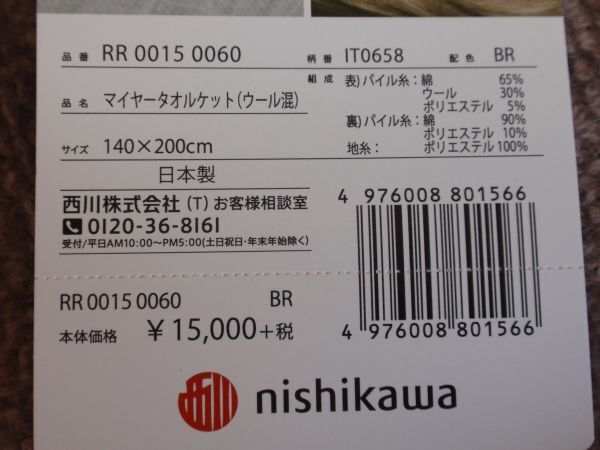 品番 RR 0015 0060 柄番 IT0658 配色 BR
品名 マイヤータオルケット(ウール混)
組成 表)パイル糸：綿 65%
ウール 30%
ポリエステル 5%
裏)パイル糸：綿 90%
ポリエステル 10%
地糸： ポリエステル 100%
サイズ 140×200cm
日本製
西川株式会社(T)お客様相談室
0120-36-8161
受付/平日AM10:00〜PM5:00(土日祝日・年末年始除く)
4 976008 801566
RR 0015 0060 BR
本体価格 ¥15,000+税
4 976008 801566
西川 nishikawa